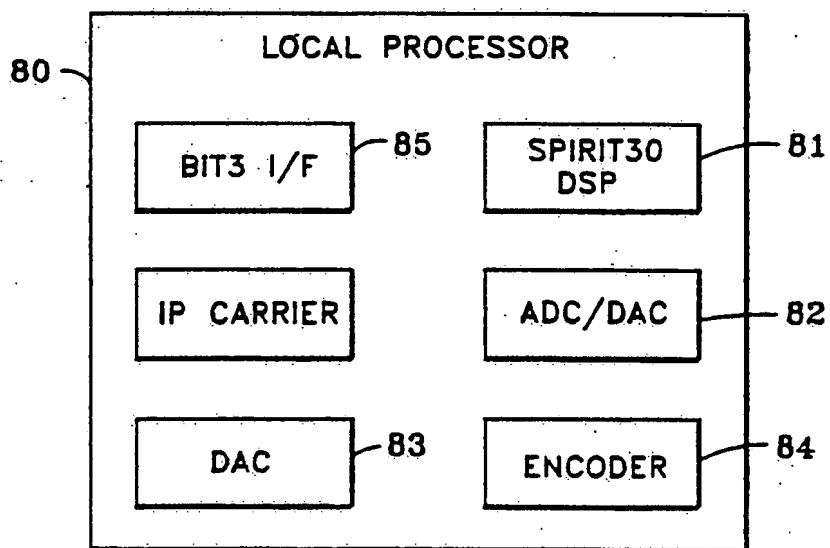 LOCAL PROCESSOR
80
BIT3 I/F
85
SPIRIT30
DSP
81
IP CARRIER
ADC/DAC
82
DAC
83
ENCODER
84